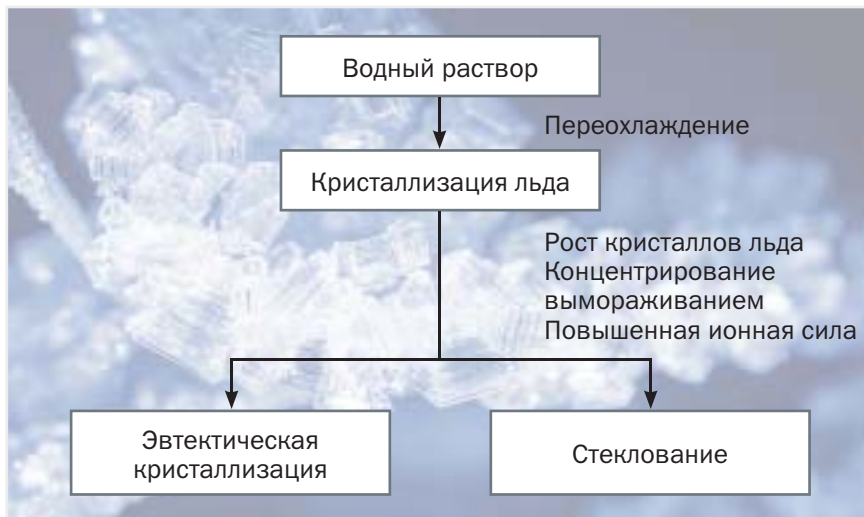 Водный раствор
Переохлаждение
Кристаллизация льда
Рост кристаллов льда
Концентрирование
вымораживанием
Повышенная ионная сила
Эвтектическая
кристаллизация
Стеклование